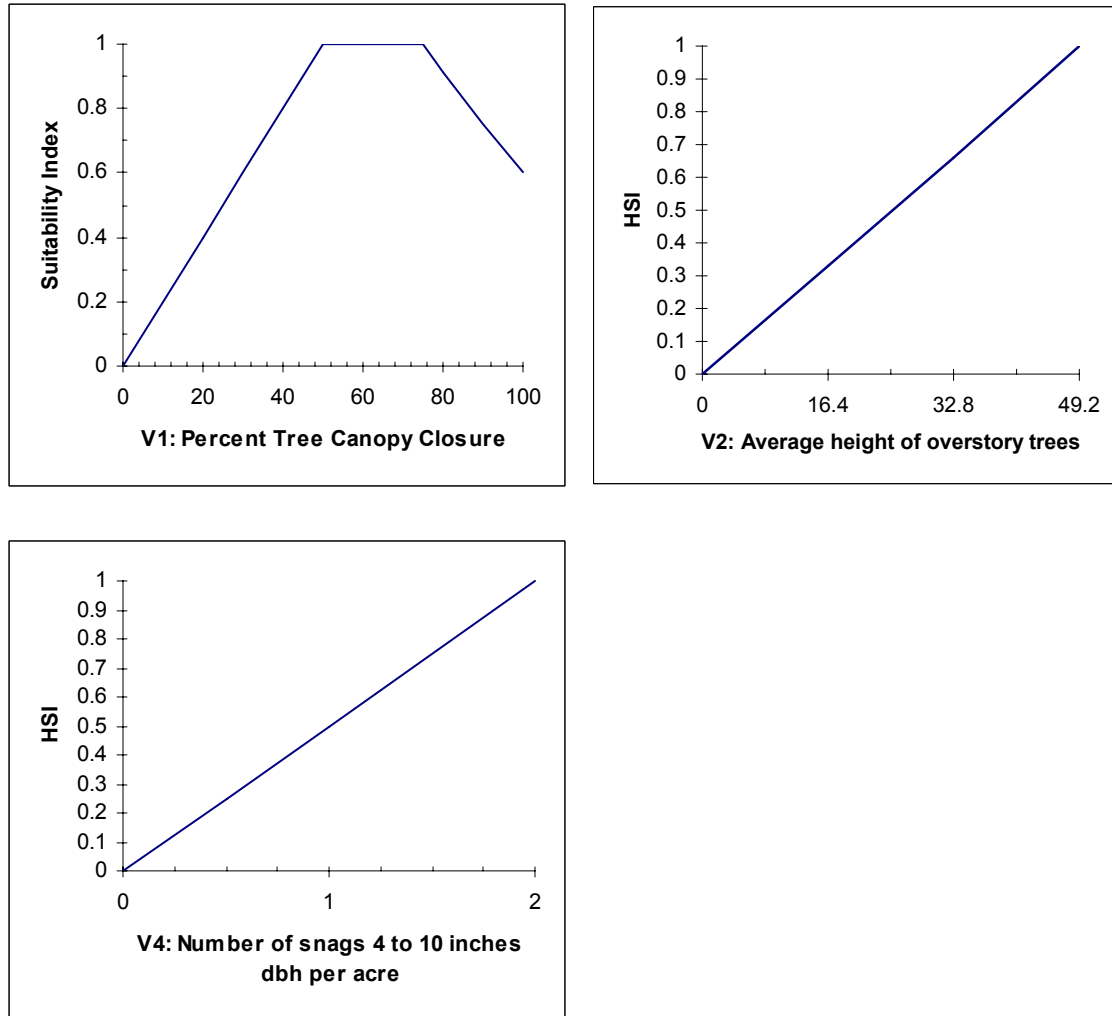 1
0.8
0.6
0.4
0.2
0
Suitability Index
0 20 40 60 80 100
V1: Percent Tree Canopy Closure
1
0.9
0.8
0.7
0.6
0.5
0.4
0.3
0.2
0.1
0
HSI
0 16.4 32.8 49.2
V2: Average height of overstory trees
1
0.9
0.8
0.7
0.6
0.5
0.4
0.3
0.2
0.1
0
HSI
0 1 2
V4: Number of snags 4 to 10 inches
dbh per acre